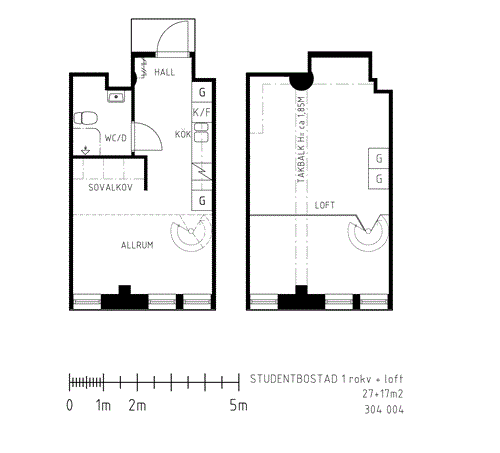 HALL
G
K/F
WC/D
KÖK
SOVALKOV
G
ALLRUM
TAKBALK H: ca 1,85M
G
G
LOFT
0 1m 2m 5m
STUDENTBOSTAD 1 rokv + loft
27+17m2
304 004